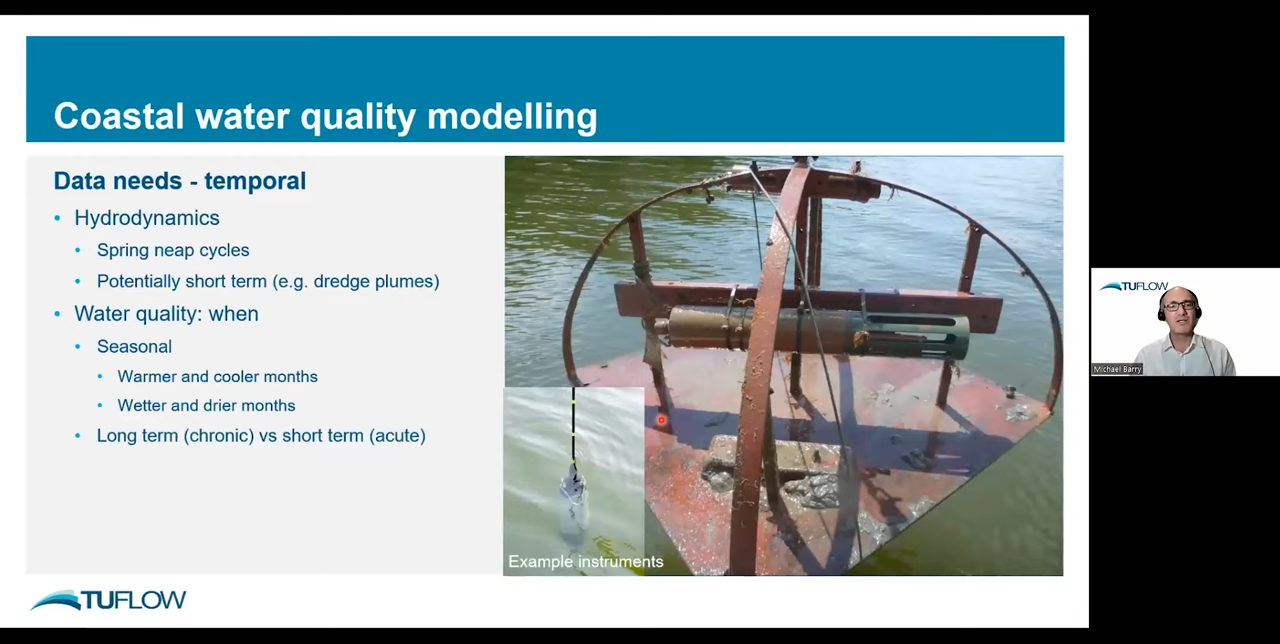 Coastal water quality modelling
Data needs - temporal
• Hydrodynamics
• Spring neap cycles
• Potentially short term (e.g. dredge plumes)
• Water quality: when
• Seasonal
• Warmer and cooler months
• Wetter and drier months
• Long term (chronic) vs short term (acute)
Example instruments
TUFLOW
TUFLOW
Michael Barry